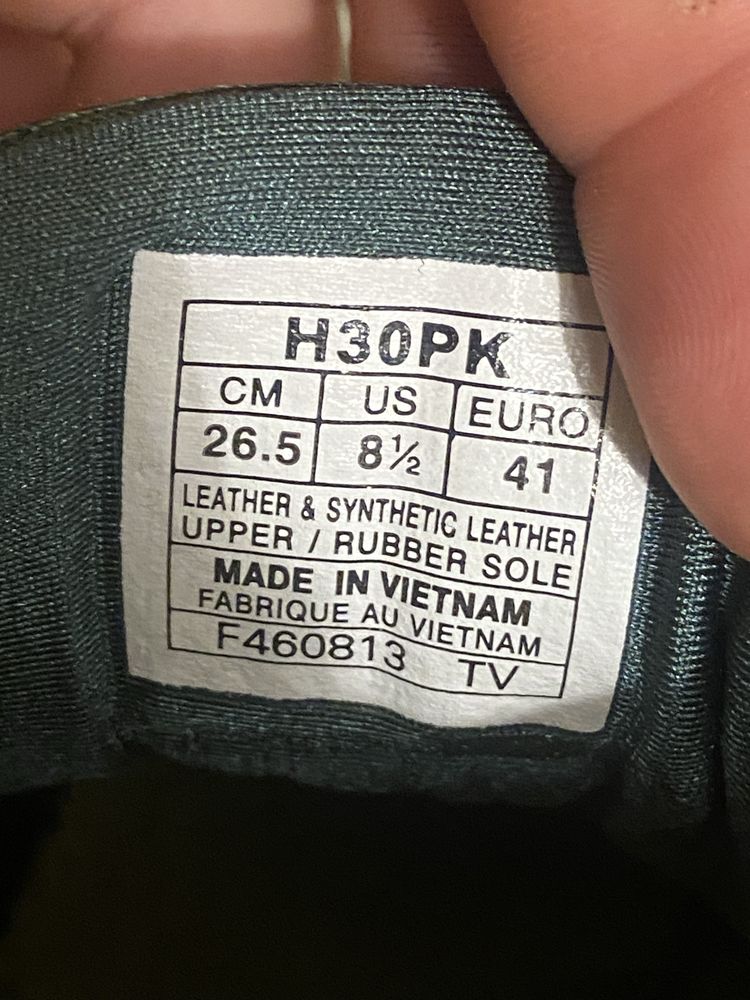 H30PK
CM US EURO
26.5 8½ 41
LEATHER & SYNTHETIC LEATHER
UPPER / RUBBER SOLE
MADE IN VIETNAM
FABRIQUE AU VIETNAM
F460813 TV